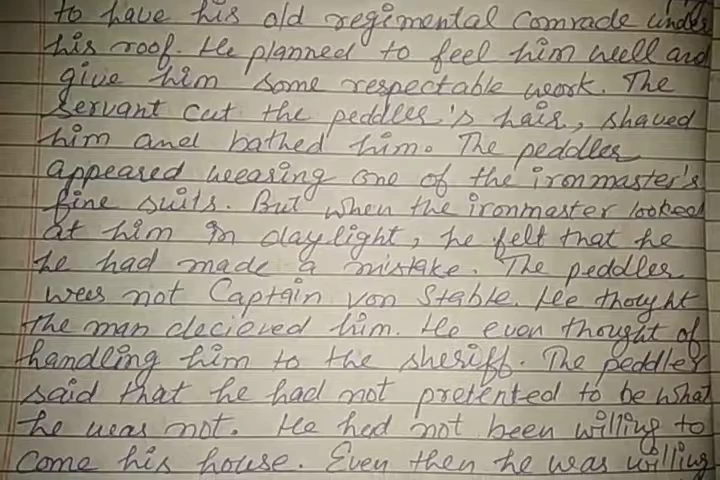 to have his old regimental comrade under
his roof. He planned to feel him well and
give him some respectable work. The
servant cut the peddler's hair, shaved
him and bathed him. The peddler
appeared wearing one of the ironmaster's
fine suits. But when the ironmaster looked
at him in daylight, he felt that he
he had made a mistake. The peddler
was not Captain von Stahle. He thought
the man decieved him. He even thought of
handling him to the sheriff. The peddler
said that he had not pretented to be what
he was not. He had not been willing to
come his house. Even then he was willing